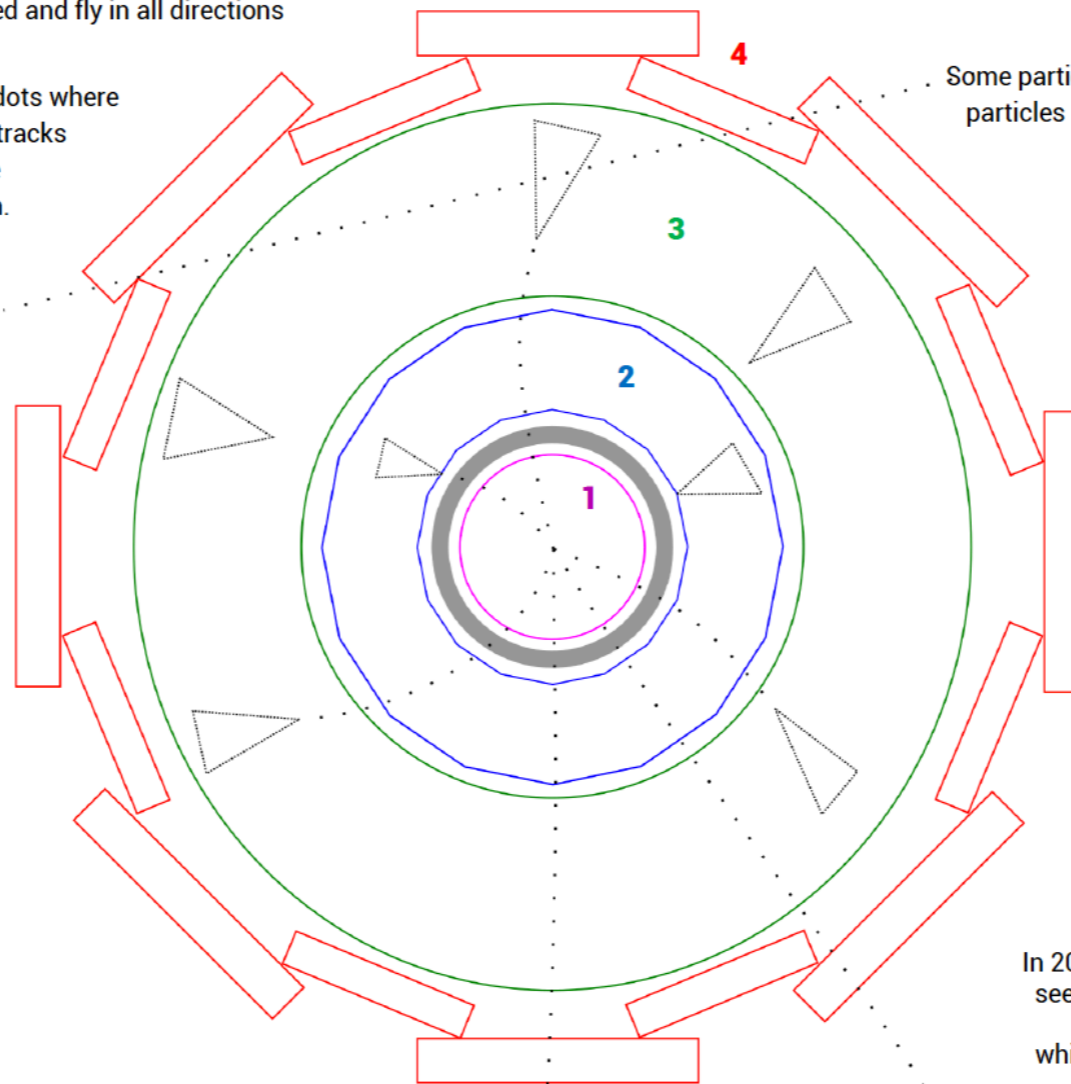 ed and fly in all directions
dots where
tracks
n.
4
Some parti
particles
3
2
1
In 20
see
whi